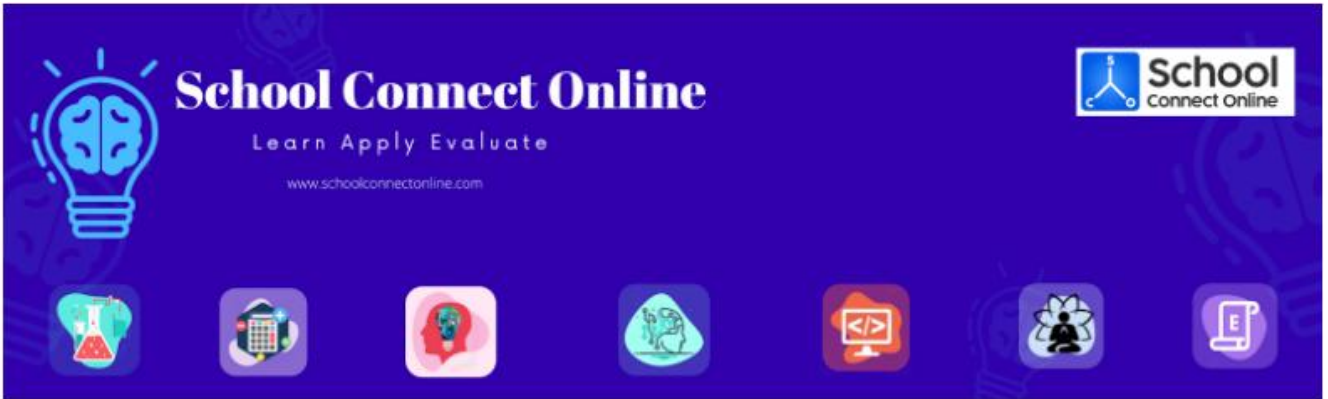 School Connect Online
Learn Apply Evaluate
www.schoolconnectonline.com
S
C O
School
Connect Online
</>
E